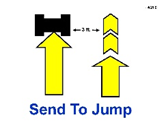 3 ft.
Send To Jump